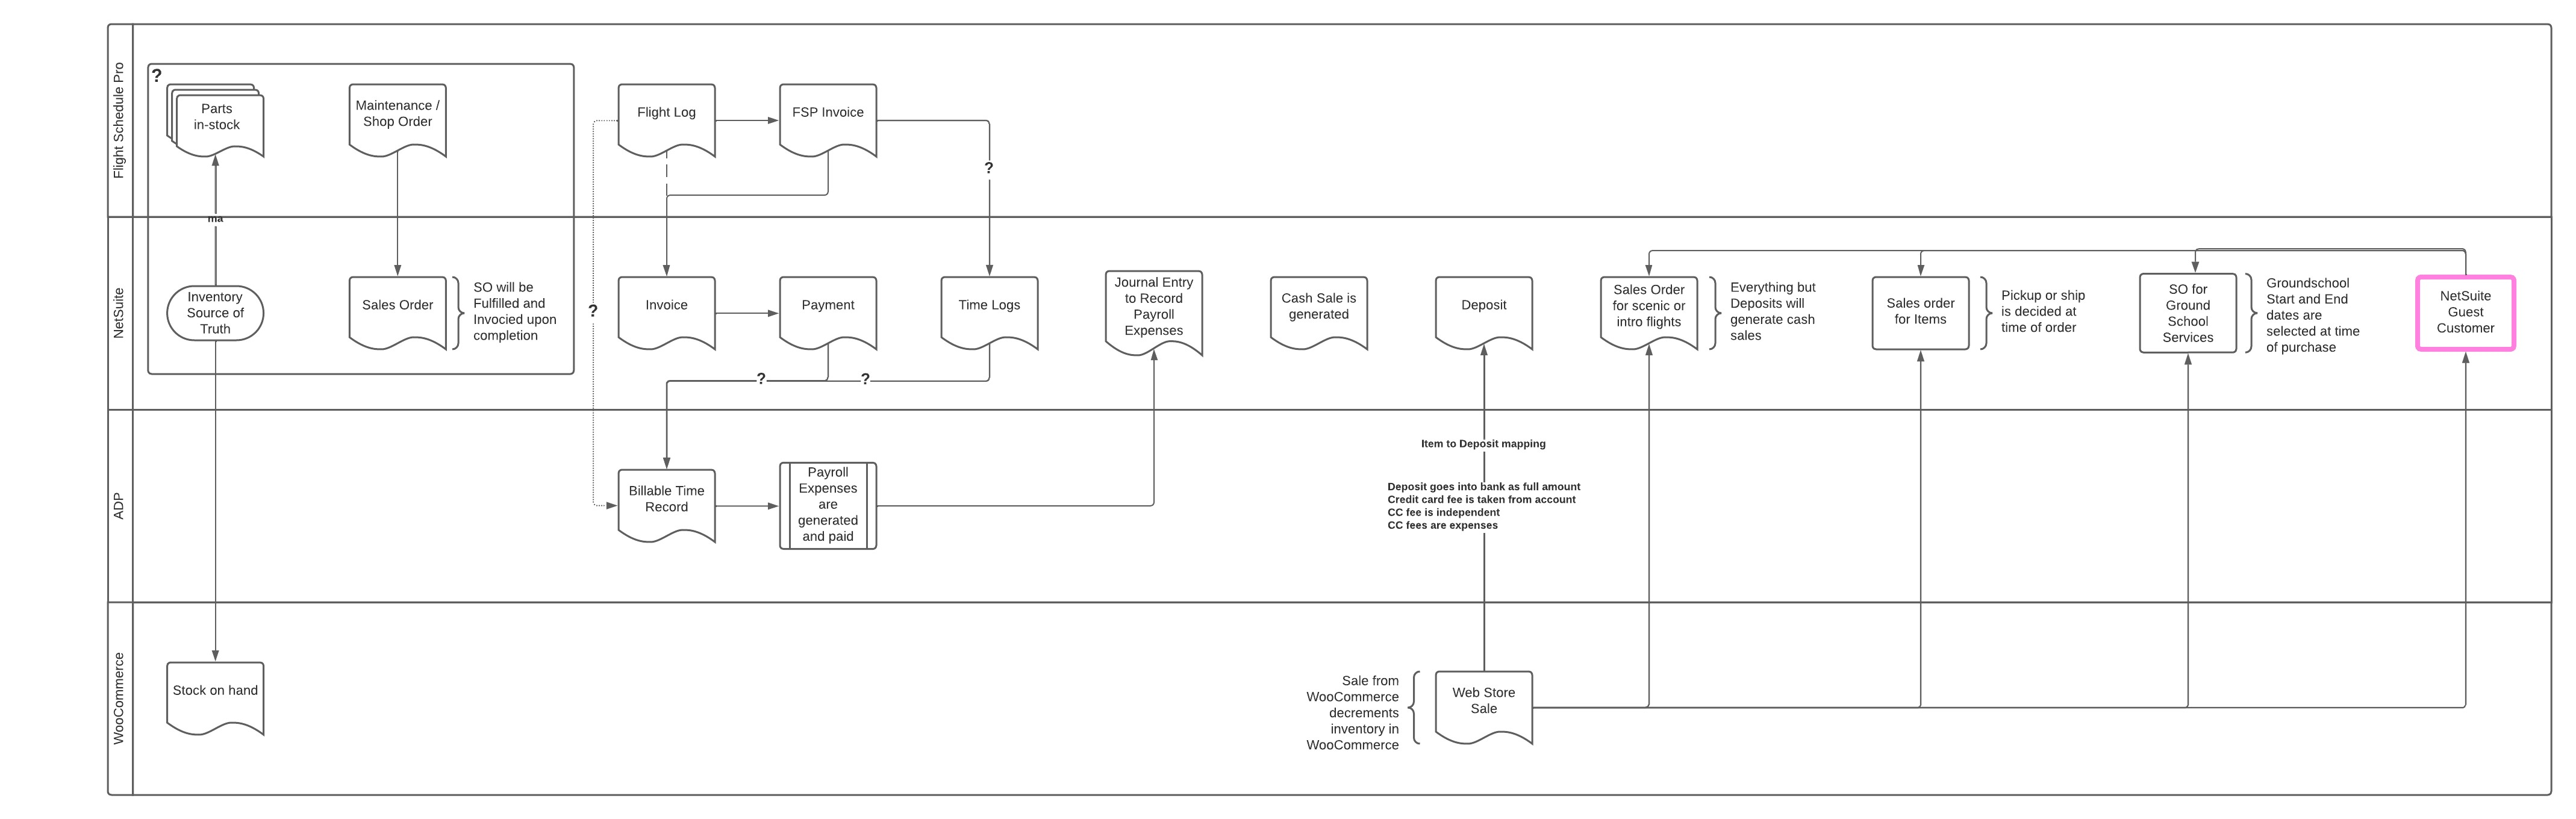 Flight Schedule Pro
?
Parts
in-stock
Maintenance /
Shop Order
Flight Log
FSP Invoice
?
ma
NetSuite
Inventory
Source of
Truth
Sales Order
SO will be
Fulfilled and
Invocied upon
completion
?
Invoice
Payment
Time Logs
Journal Entry
to Record
Payroll
Expenses
Cash Sale is
generated
Deposit
Sales Order
for scenic or
intro flights
Everything but
Deposits will
generate cash
sales
Sales order
for Items
Pickup or ship
is decided at
time of order
SO for
Ground
School
Services
Groundschool
Start and End
dates are
selected at time
of purchase
NetSuite
Guest
Customer
?
?
ADP
Billable Time
Record
Payroll
Expenses
are
generated
and paid
Item to Deposit mapping
Deposit goes into bank as full amount
Credit card fee is taken from account
CC fee is independent
CC fees are expenses
WooCommerce
Stock on hand
Sale from
WooCommerce
decrements
inventory in
WooCommerce
Web Store
Sale